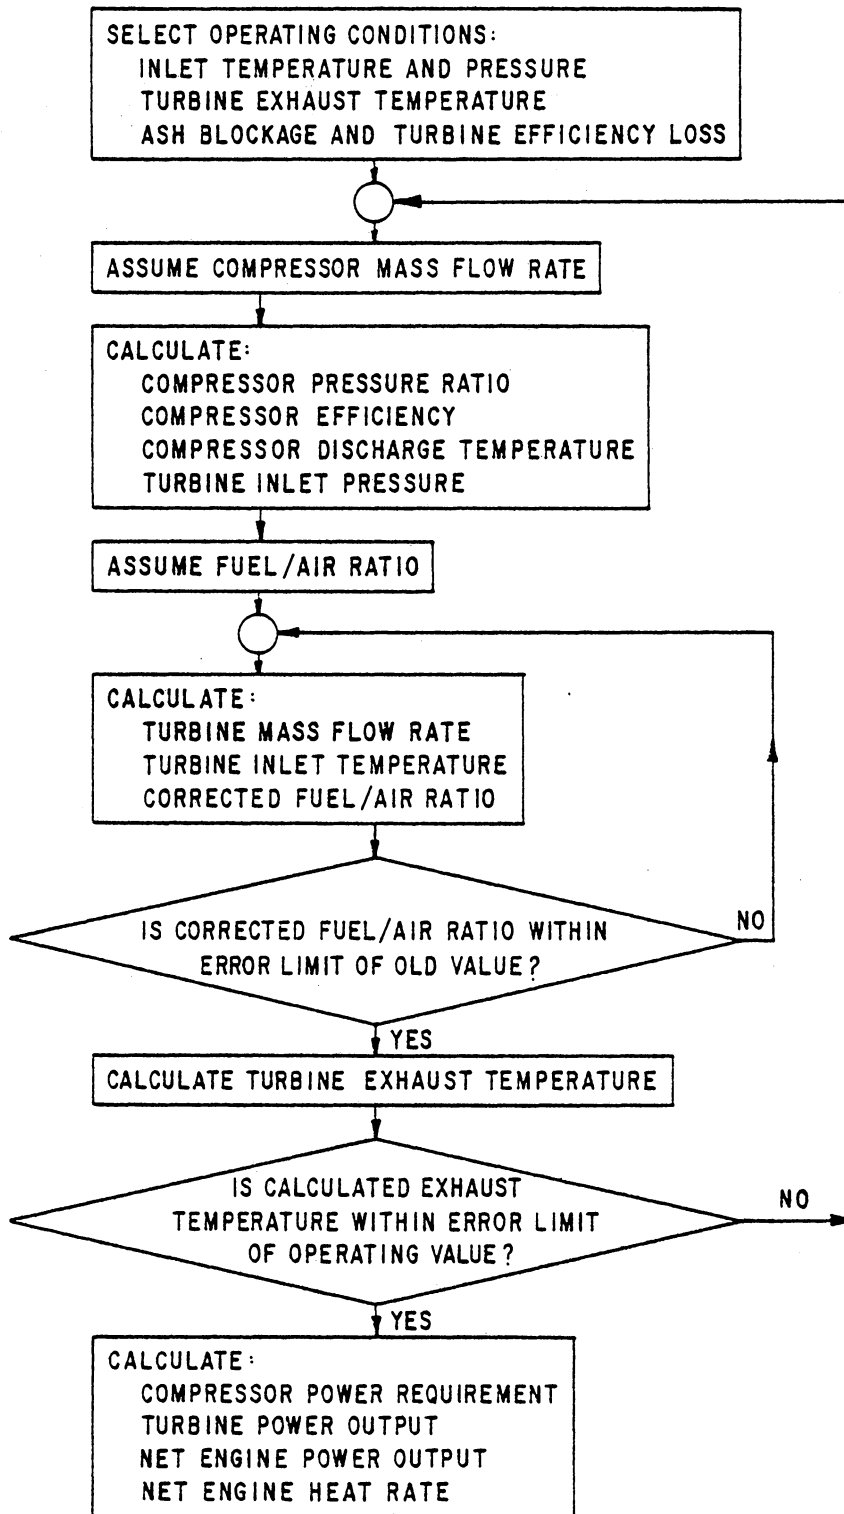 SELECT OPERATING CONDITIONS:
INLET TEMPERATURE AND PRESSURE
TURBINE EXHAUST TEMPERATURE
ASH BLOCKAGE AND TURBINE EFFICIENCY LOSS
ASSUME COMPRESSOR MASS FLOW RATE
CALCULATE:
COMPRESSOR PRESSURE RATIO
COMPRESSOR EFFICIENCY
COMPRESSOR DISCHARGE TEMPERATURE
TURBINE INLET PRESSURE
ASSUME FUEL/AIR RATIO
CALCULATE:
TURBINE MASS FLOW RATE
TURBINE INLET TEMPERATURE
CORRECTED FUEL/AIR RATIO
IS CORRECTED FUEL/AIR RATIO WITHIN
ERROR LIMIT OF OLD VALUE?
NO
YES
CALCULATE TURBINE EXHAUST TEMPERATURE
IS CALCULATED EXHAUST
TEMPERATURE WITHIN ERROR LIMIT
OF OPERATING VALUE?
NO
YES
CALCULATE:
COMPRESSOR POWER REQUIREMENT
TURBINE POWER OUTPUT
NET ENGINE POWER OUTPUT
NET ENGINE HEAT RATE